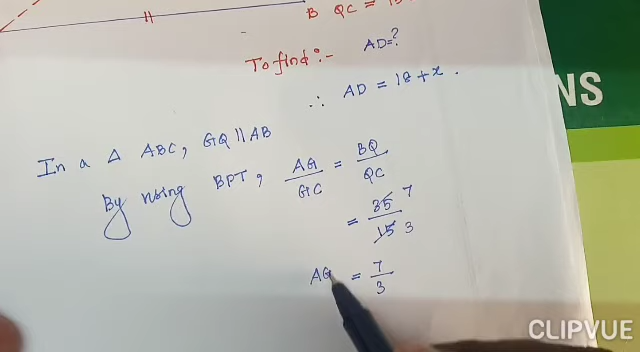 B QC = 15
To find:- AD=?
∴ AD = 18+x.
NS
In a Δ ABC, GQ || AB
By using BPT, AG/GC = BQ/QC
= 35/15 7/3
AG = 7/3
CLIPVUE